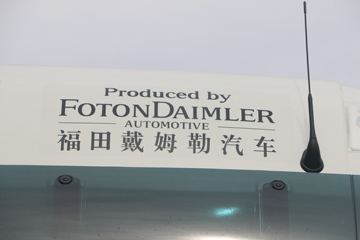 Produced by
FOTONDAIMLER
AUTOMOTIVE
福田戴姆勒汽车